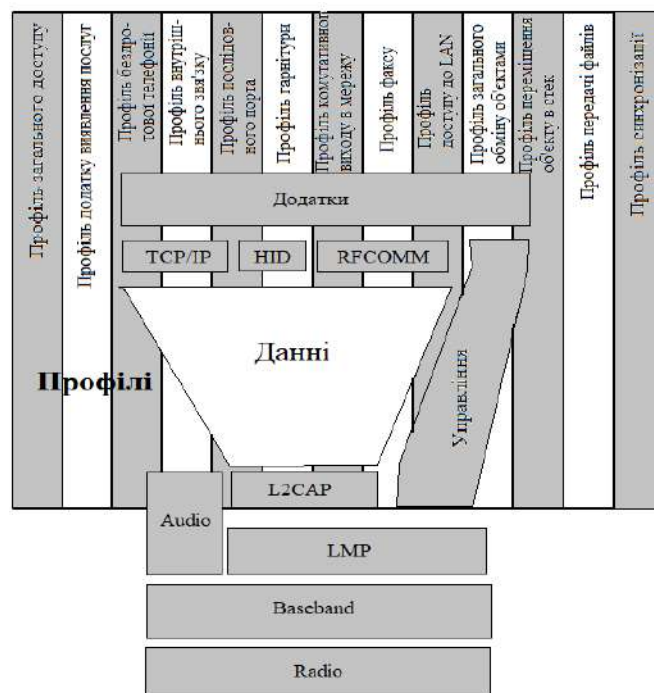 Профіль загального доступу
Профіль додатку виявлення послуг
Профіль бездро-
тової телефонії
Профіль внутріш-
нього зв'язку
Профіль послідов-
ного порта
Профіль гарнітури
Профіль комутативного
виходу в мережу
Профіль факсу
Профіль
доступу до LAN
Профіль загального
обміну об'єктами
Профіль переміщення
об'єкту в стек
Профіль передачі файлів
Профіль синхронізації
Додатки
TCP/IP
HID
RFCOMM
Данні
Управління
Профілі
L2CAP
Audio
LMP
Baseband
Radio